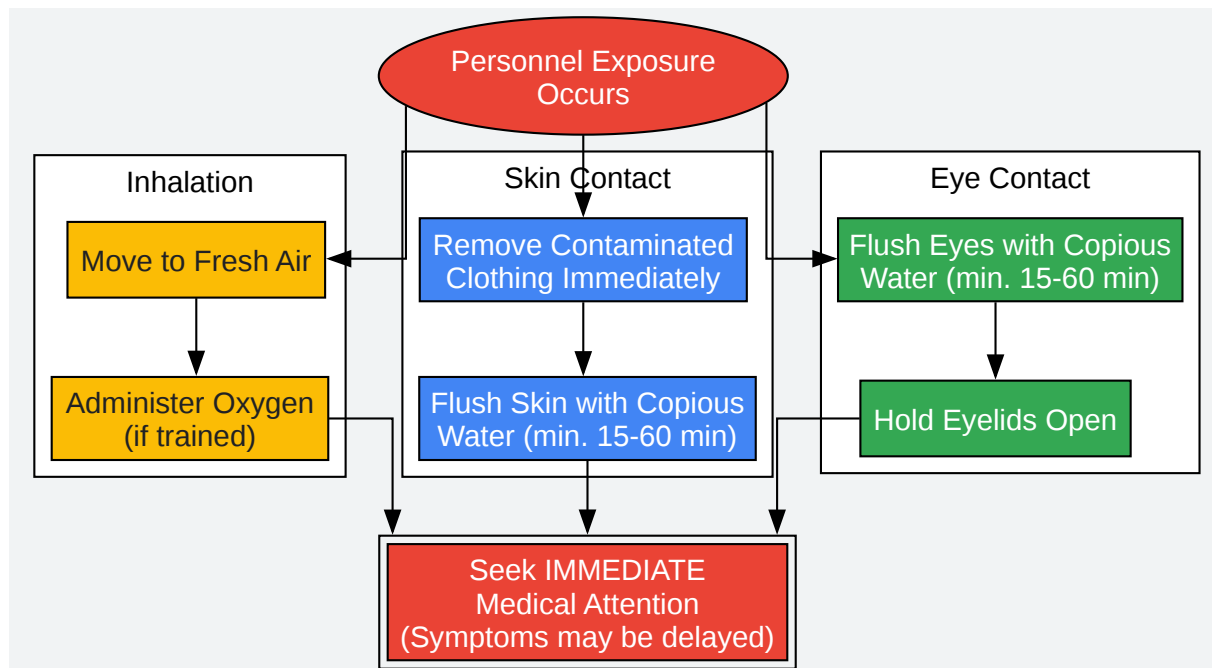 Personnel Exposure
Occurs
Inhalation
Move to Fresh Air
Administer Oxygen
(if trained)
Skin Contact
Remove Contaminated
Clothing Immediately
Flush Skin with Copious
Water (min. 15-60 min)
Eye Contact
Flush Eyes with Copious
Water (min. 15-60 min)
Hold Eyelids Open
Seek IMMEDIATE
Medical Attention
(Symptoms may be delayed)